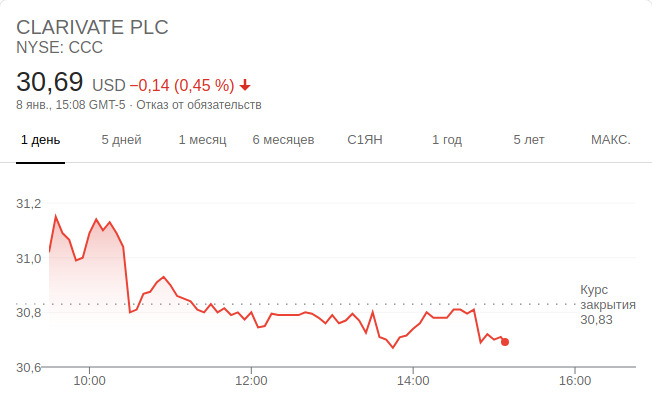 CLARIVATE PLC
NYSE: CCC
30,69 USD −0,14 (0,45 %)
8 янв., 15:08 GMT-5 · Отказ от обязательств
1 день 5 дней 1 месяц 6 месяцев С1ЯН 1 год 5 лет МАКС.
31,2
31,0
Курс
закрытия
30,83
30,8
30,6
10:00 12:00 14:00 16:00